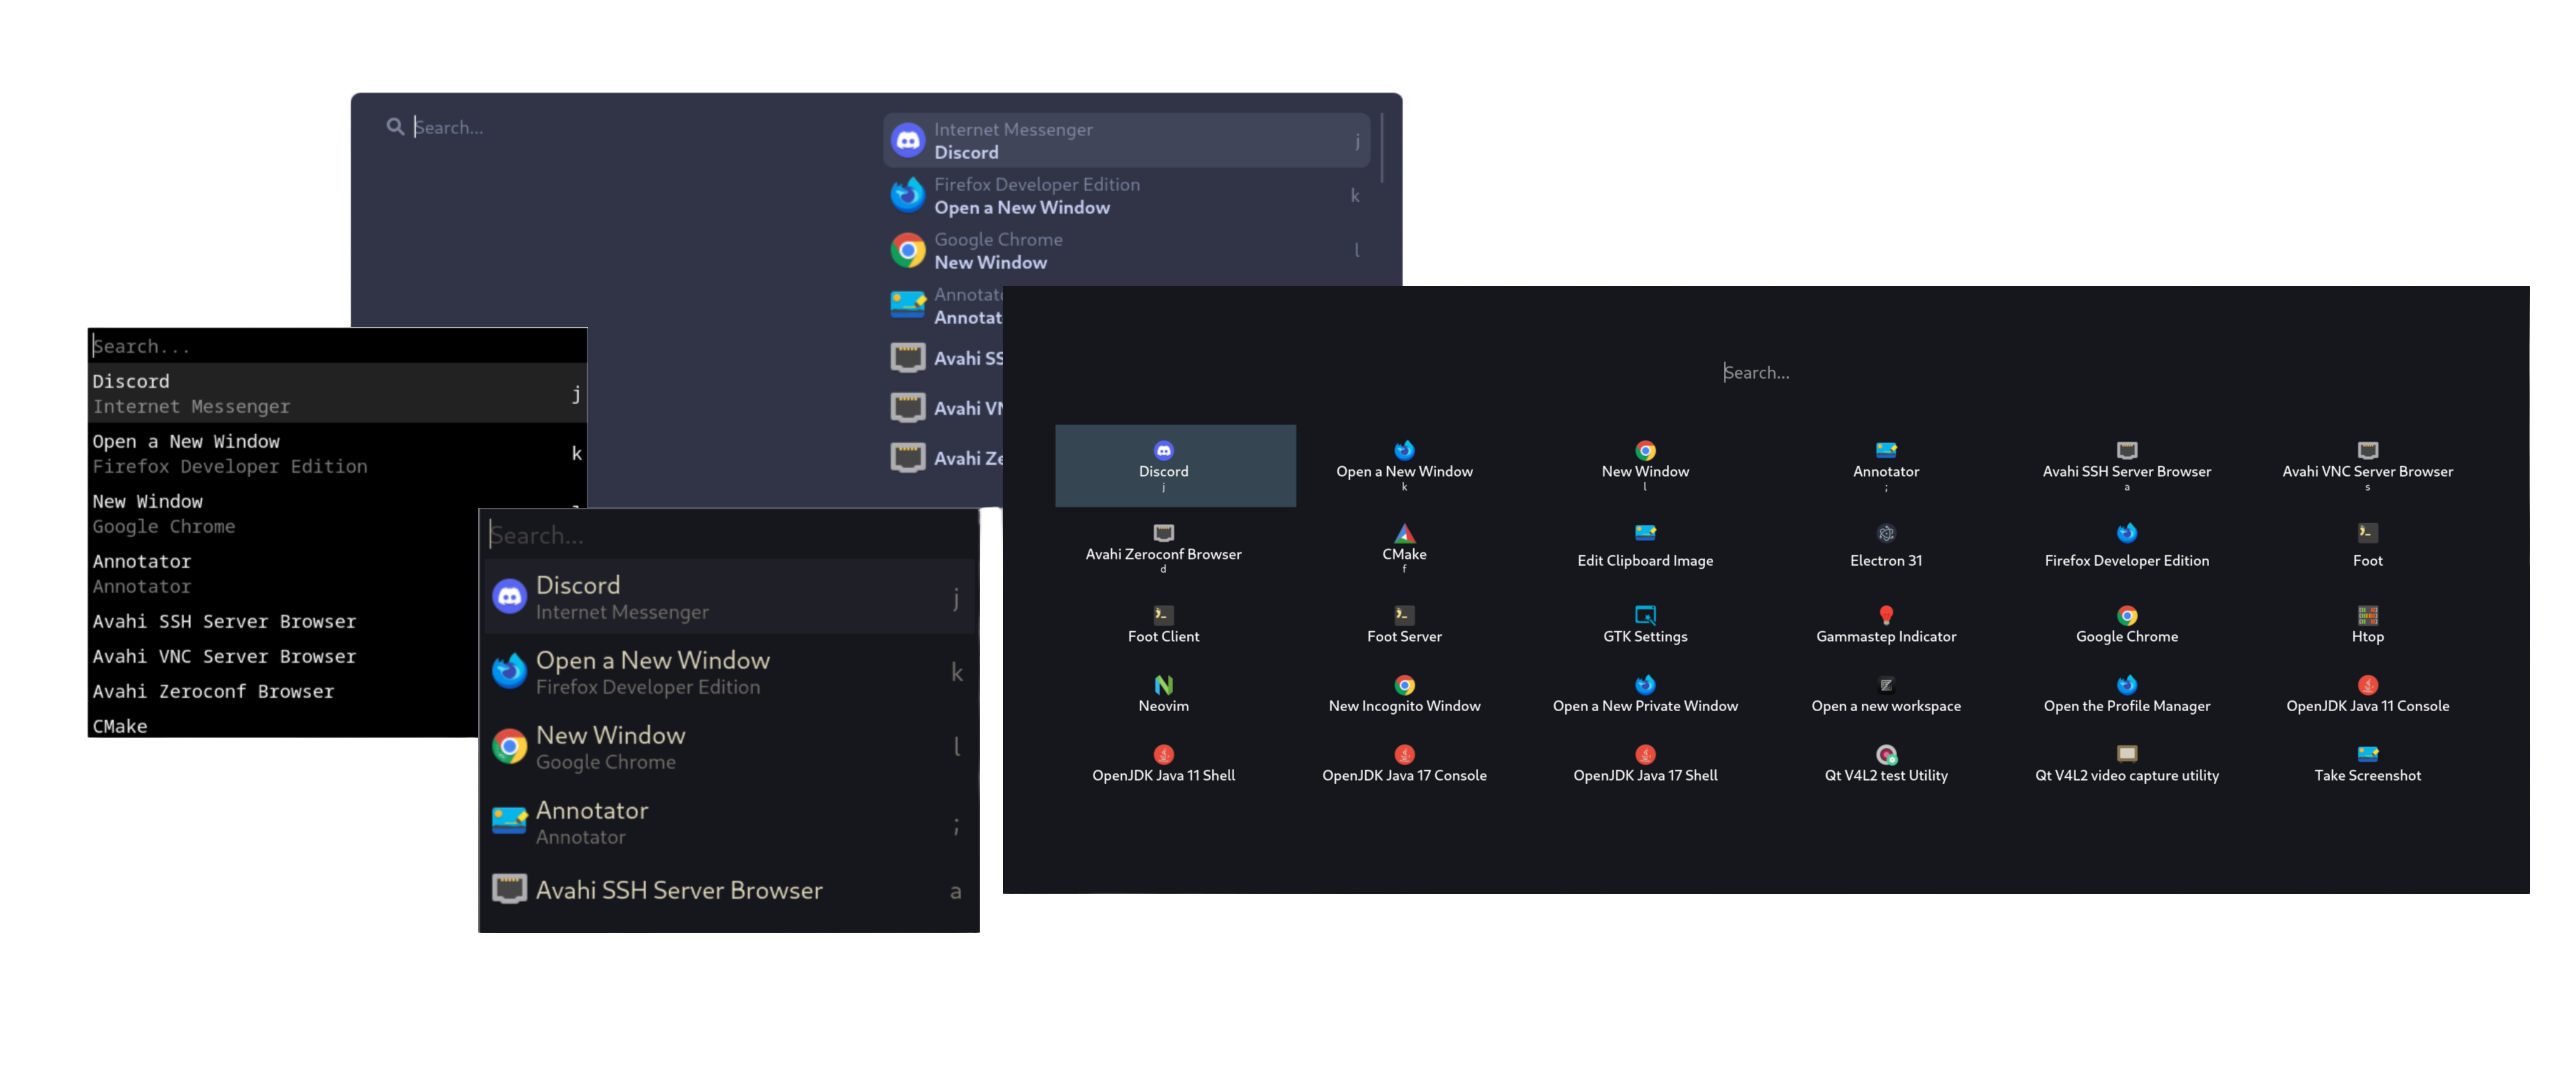 Search...
Internet Messenger
Discord
j
Firefox Developer Edition
Open a New Window
k
Google Chrome
New Window
l
Annotat
Annotat
Avahi SS
Avahi VN
Avahi Ze
Search...
Discord
j
Internet Messenger
Open a New Window
k
Firefox Developer Edition
New Window
Google Chrome
Annotator
Annotator
Avahi SSH Server Browser
Avahi VNC Server Browser
Avahi Zeroconf Browser
CMake
Search...
Discord
j
Internet Messenger
Open a New Window
k
Firefox Developer Edition
New Window
l
Google Chrome
Annotator
;
Annotator
Avahi SSH Server Browser
a
Search...
Discord
j
Open a New Window
k
New Window
l
Annotator
;
Avahi SSH Server Browser
a
Avahi VNC Server Browser
s
Avahi Zeroconf Browser
d
CMake
f
Edit Clipboard Image
Electron 31
Firefox Developer Edition
Foot
Foot Client
Foot Server
GTK Settings
Gammastep Indicator
Google Chrome
Htop
Neovim
New Incognito Window
Open a New Private Window
Open a new workspace
Open the Profile Manager
OpenJDK Java 11 Console
OpenJDK Java 11 Shell
OpenJDK Java 17 Console
OpenJDK Java 17 Shell
Qt V4L2 test Utility
Qt V4L2 video capture utility
Take Screenshot